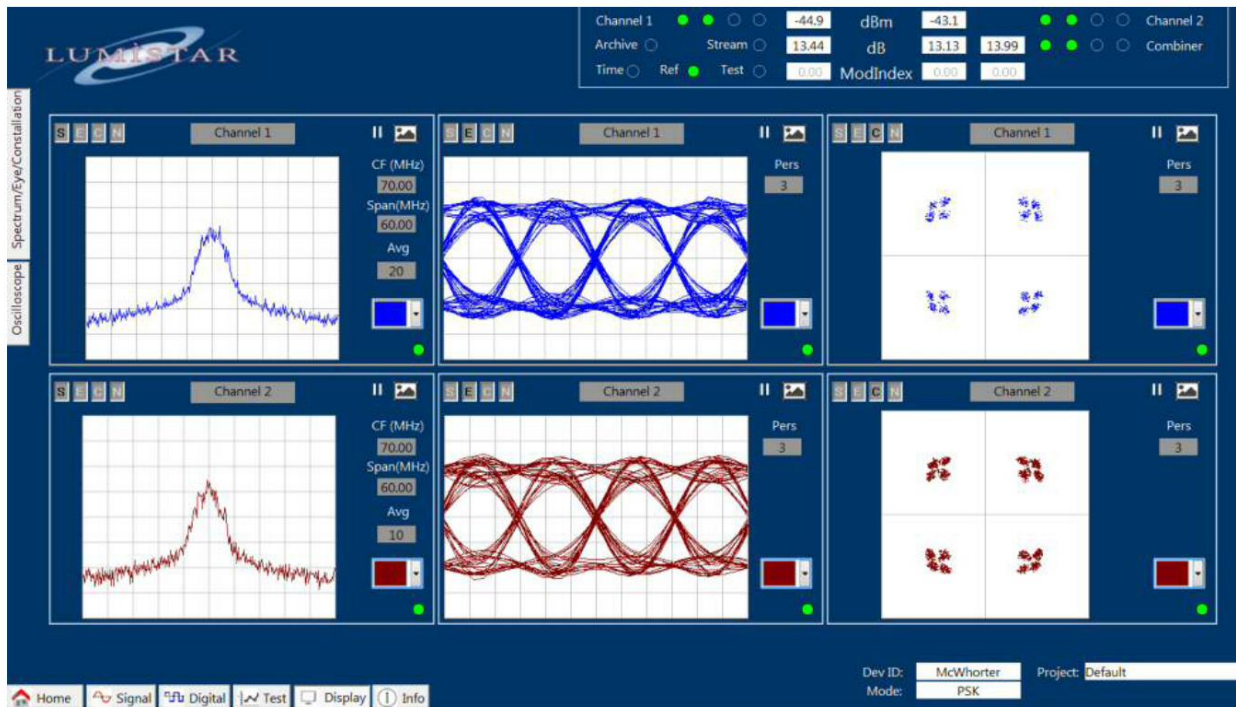 LUMISTAR
Channel 1 -44.9 dBm -43.1 Channel 2
Archive Stream 13.44 dB 13.13 13.99 Combiner
Time Ref Test 0.00 ModIndex 0.00 0.00
Spectrum/Eye/Constallation
Oscilloscope
S E C N Channel 1
CF (MHz)
70.00
Span(MHz)
60.00
Avg
20
S E C N Channel 1
Pers
3
S E C N Channel 1
Pers
3
S E C N Channel 2
CF (MHz)
70.00
Span(MHz)
60.00
Avg
10
S E C N Channel 2
Pers
3
S E C N Channel 2
Pers
3
Dev ID: McWhorter Project: Default
Mode: PSK
Home Signal Digital Test Display Info